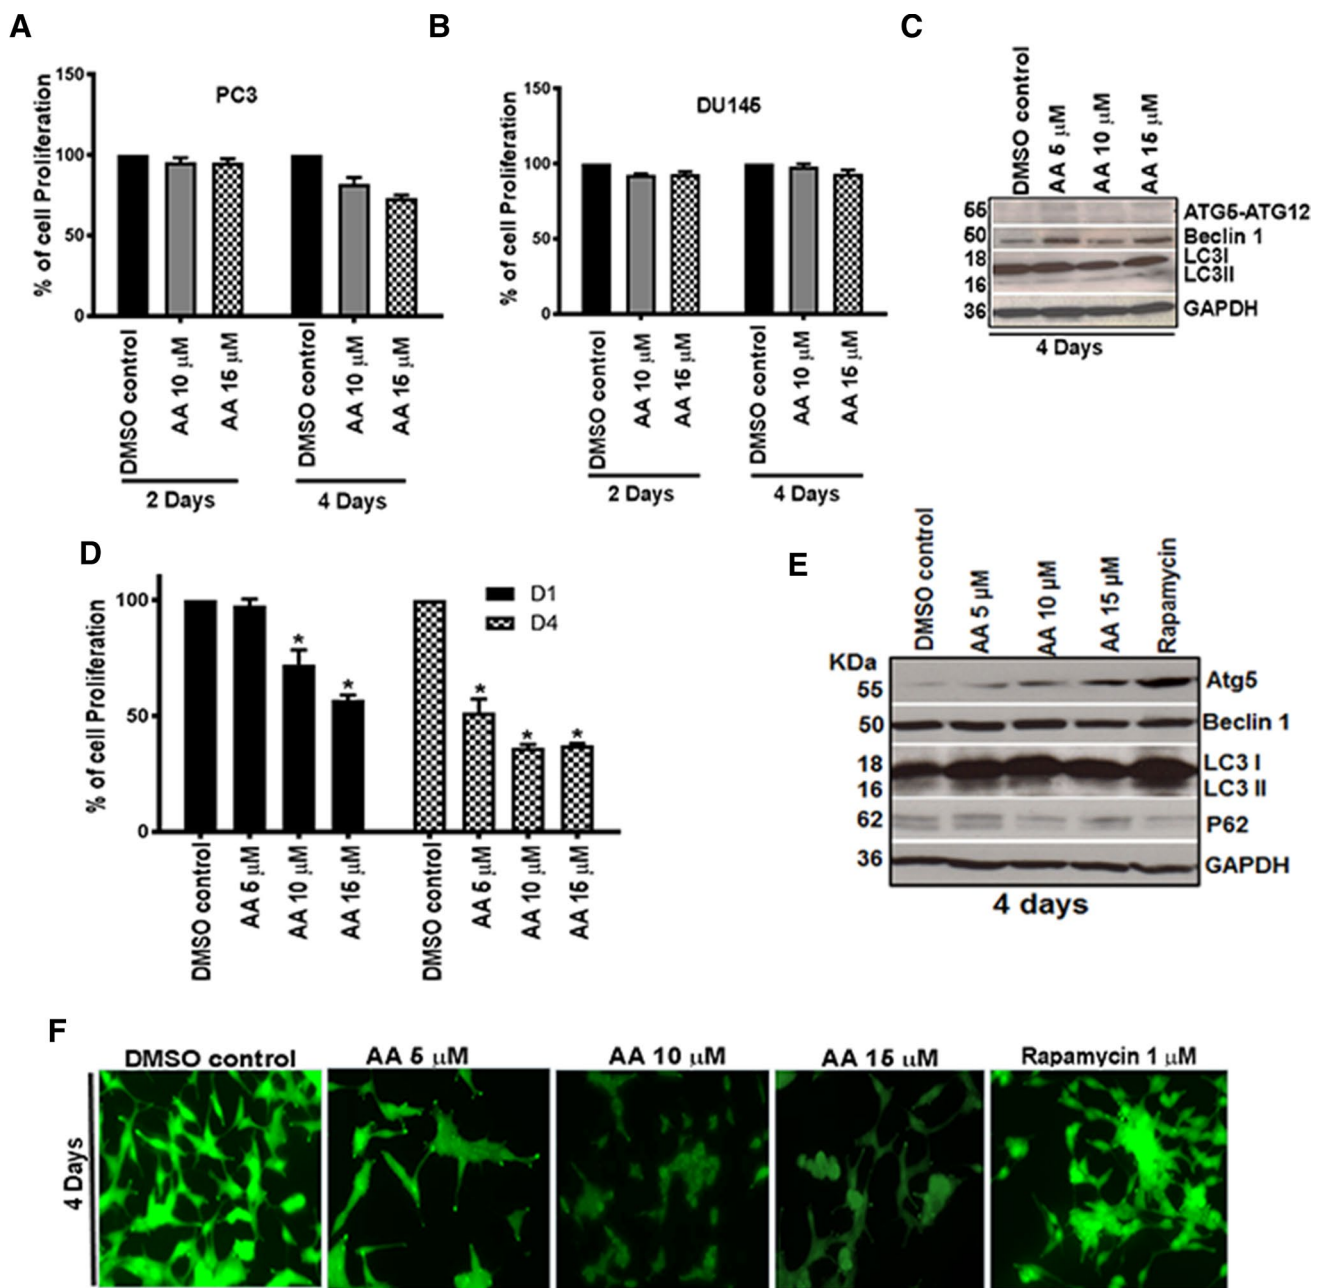 A
B
C
150
100
50
0
% of cell Proliferation
PC3
DMSO control
AA 10 µM
AA 15 µM
DMSO control
AA 10 µM
AA 15 µM
2 Days
4 Days
150
100
50
0
% of cell Proliferation
DU145
DMSO control
AA 10 µM
AA 15 µM
DMSO control
AA 10 µM
AA 15 µM
2 Days
4 Days
DMSO control
AA 5 µM
AA 10 µM
AA 15 µM
55
50
18
16
36
ATG5-ATG12
Beclin 1
LC3I
LC3II
GAPDH
4 Days
D
100
50
0
% of cell Proliferation
D1
D4
*
*
*
*
*
DMSO control
AA 5 µM
AA 10 µM
AA 15 µM
DMSO control
AA 5 µM
AA 10 µM
AA 15 µM
E
DMSO control
AA 5 µM
AA 10 µM
AA 15 µM
Rapamycin
KDa
55
50
18
16
62
36
Atg5
Beclin 1
LC3 I
LC3 II
P62
GAPDH
4 days
F
DMSO control
AA 5 µM
AA 10 µM
AA 15 µM
Rapamycin 1 µM
4 Days